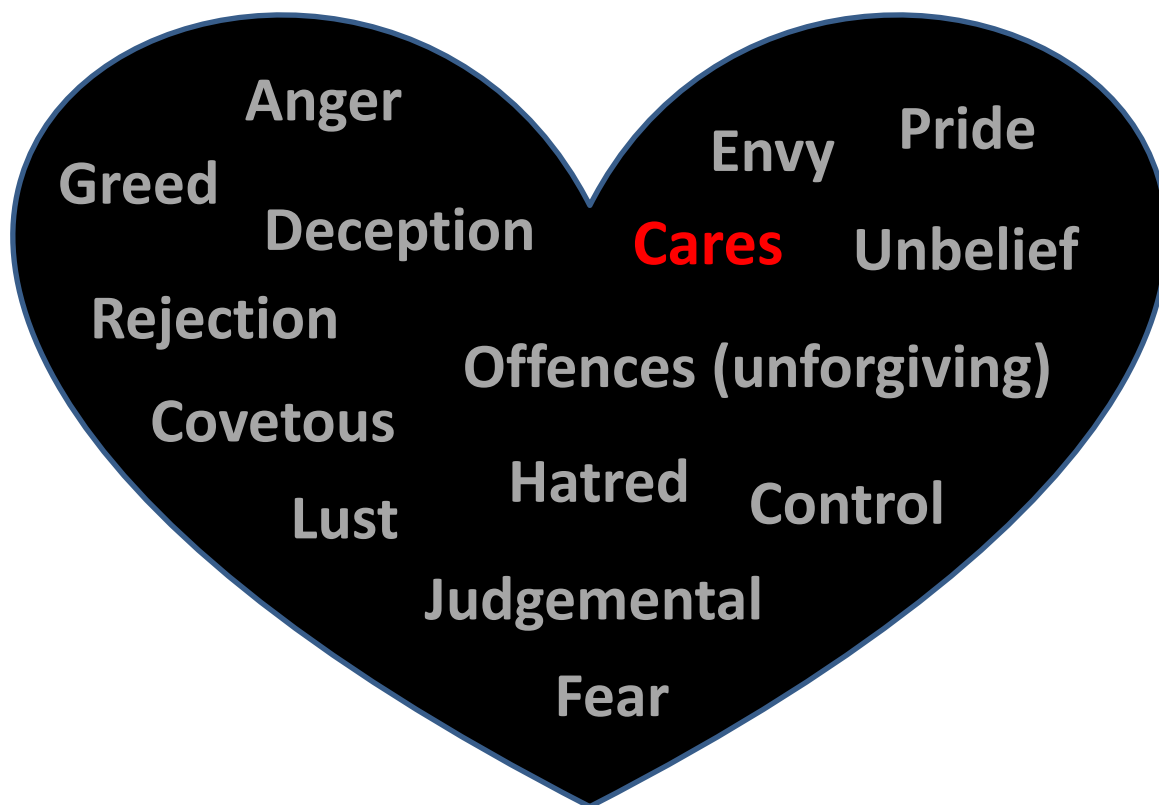 Anger
Pride
Envy
Greed
Deception
Cares
Unbelief
Rejection
Offences (unforgiving)
Covetous
Hatred
Control
Lust
Judgemental
Fear